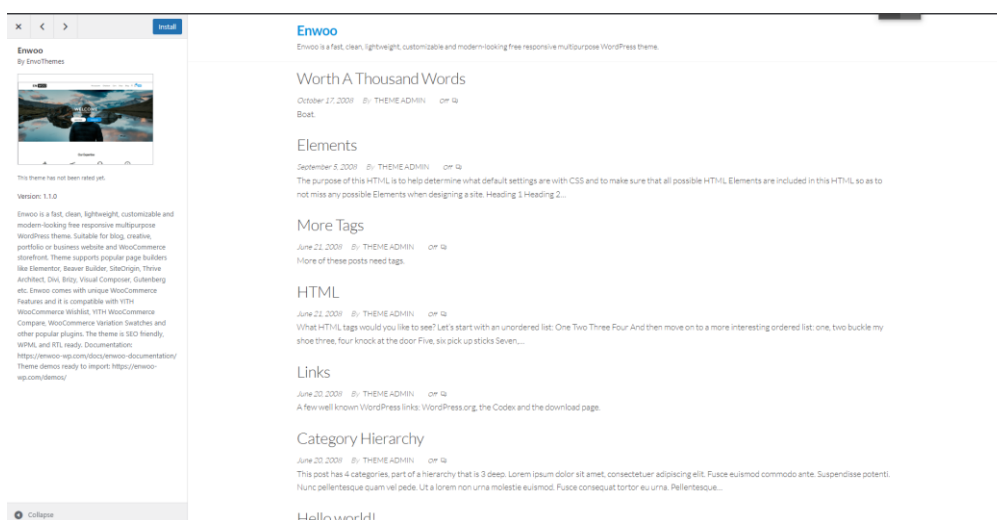 Install
Enwoo
By EnvoThemes
WELCOME
This theme has not been rated yet.
Version: 1.1.0
Enwoo is a fast, clean, lightweight, customizable and
modern-looking free responsive multipurpose
WordPress theme. Suitable for blog, creative,
portfolio or business website and WooCommerce
storefront. Theme supports popular page builders
like Elementor, Beaver Builder, SiteOrigin, Thrive
Architect, Divi, Brizy, Visual Composer, Gutenberg
etc. Enwoo comes with unique WooCommerce
Features and it is compatible with YITH
WooCommerce Wishlist, YITH WooCommerce
Compare, WooCommerce Variation Swatches and
other popular plugins. The theme is SEO friendly,
WPML and RTL ready. Documentation:
https://enwoo-wp.com/docs/enwoo-documentation/
Theme demos ready to import: https://enwoo-
wp.com/demos/
Collapse
Enwoo
Enwoo is a fast, clean, lightweight, customizable and modern-looking free responsive multipurpose WordPress theme.
Worth A Thousand Words
October 17, 2008 By THEME ADMIN Off
Boat.
Elements
September 5, 2008 By THEME ADMIN Off
The purpose of this HTML is to help determine what default settings are with CSS and to make sure that all possible HTML Elements are included in this HTML so as to
not miss any possible Elements when designing a site. Heading 1 Heading 2...
More Tags
June 21, 2008 By THEME ADMIN Off
More of these posts need tags.
HTML
June 21, 2008 By THEME ADMIN Off
What HTML tags would you like to see? Let's start with an unordered list: One Two Three Four And then move on to a more interesting ordered list: one, two buckle my
shoe three, four knock at the door Five, six pick up sticks Seven,...
Links
June 20, 2008 By THEME ADMIN Off
A few well known WordPress links: WordPress.org, the Codex and the download page.
Category Hierarchy
June 20, 2008 By THEME ADMIN Off
This post has 4 categories, part of a hierarchy that is 3 deep. Lorem ipsum dolor sit amet, consectetuer adipiscing elit. Fusce euismod commodo ante. Suspendisse potenti.
Nunc pellentesque quam vel pede. Ut a lorem non urna molestie euismod. Fusce consequat tortor eu urna. Pellentesque...
Hello world!